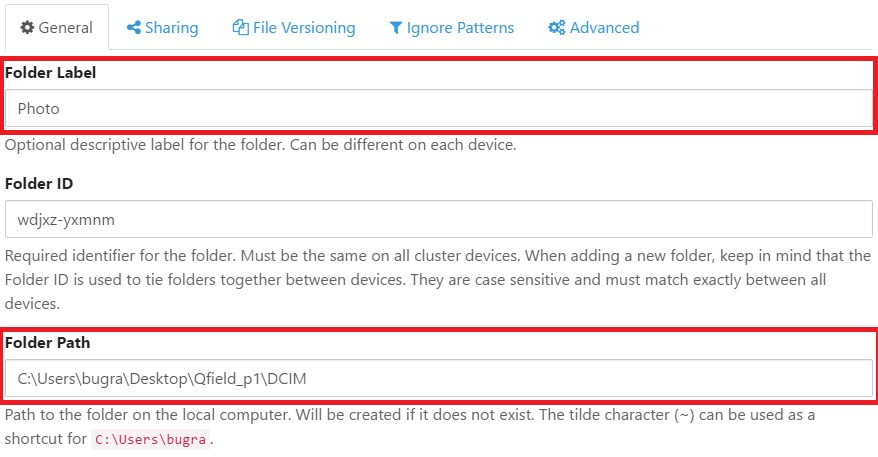 General Sharing File Versioning Ignore Patterns Advanced
Folder Label
Photo
Optional descriptive label for the folder. Can be different on each device.
Folder ID
wdjxz-yxmnm
Required identifier for the folder. Must be the same on all cluster devices. When adding a new folder, keep in mind that the
Folder ID is used to tie folders together between devices. They are case sensitive and must match exactly between all
devices.
Folder Path
C:\Users\bugra\Desktop\Qfield_p1\DCIM
Path to the folder on the local computer. Will be created if it does not exist. The tilde character (~) can be used as a
shortcut for C:\Users\bugra.